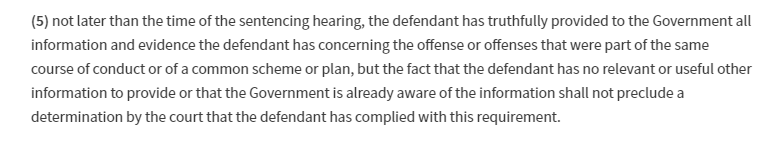 (5) not later than the time of the sentencing hearing, the defendant has truthfully provided to the Government all
information and evidence the defendant has concerning the offense or offenses that were part of the same
course of conduct or of a common scheme or plan, but the fact that the defendant has no relevant or useful other
information to provide or that the Government is already aware of the information shall not preclude a
determination by the court that the defendant has complied with this requirement.